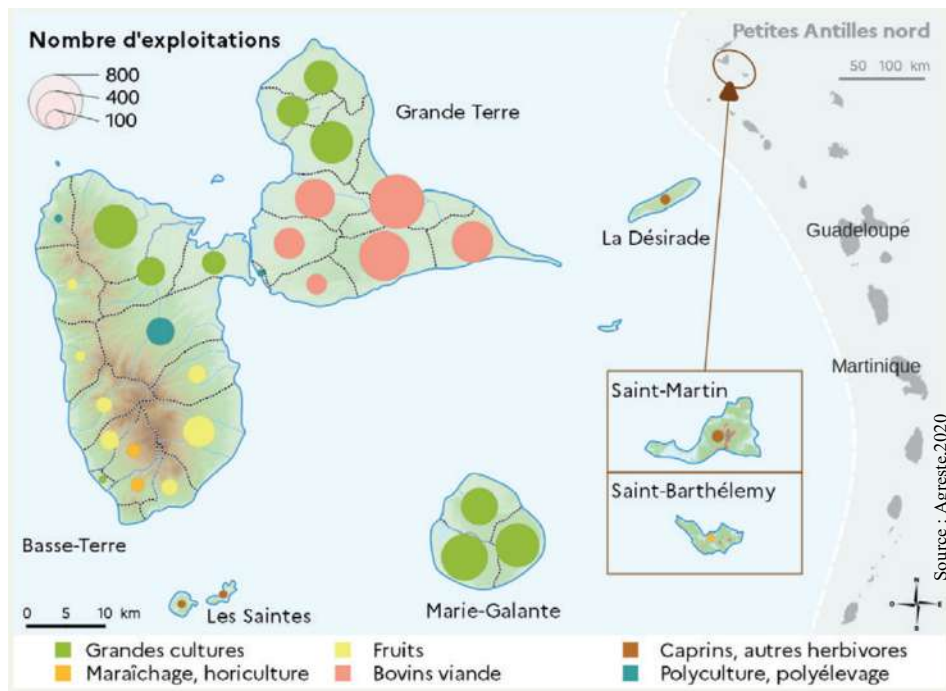 Nombre d'exploitations
800
400
100
Petites Antilles nord
50 100 km
Grande Terre
La Désirade
Guadeloupe
Martinique
Saint-Martin
Saint-Barthélemy
Basse-Terre
Les Saintes
Marie-Galante
0 5 10 km
Source : Agreste,2020
N
O E
S
Grandes cultures
Fruits
Caprins, autres herbivores
Maraîchage, horiculture
Bovins viande
Polyculture, polyélevage